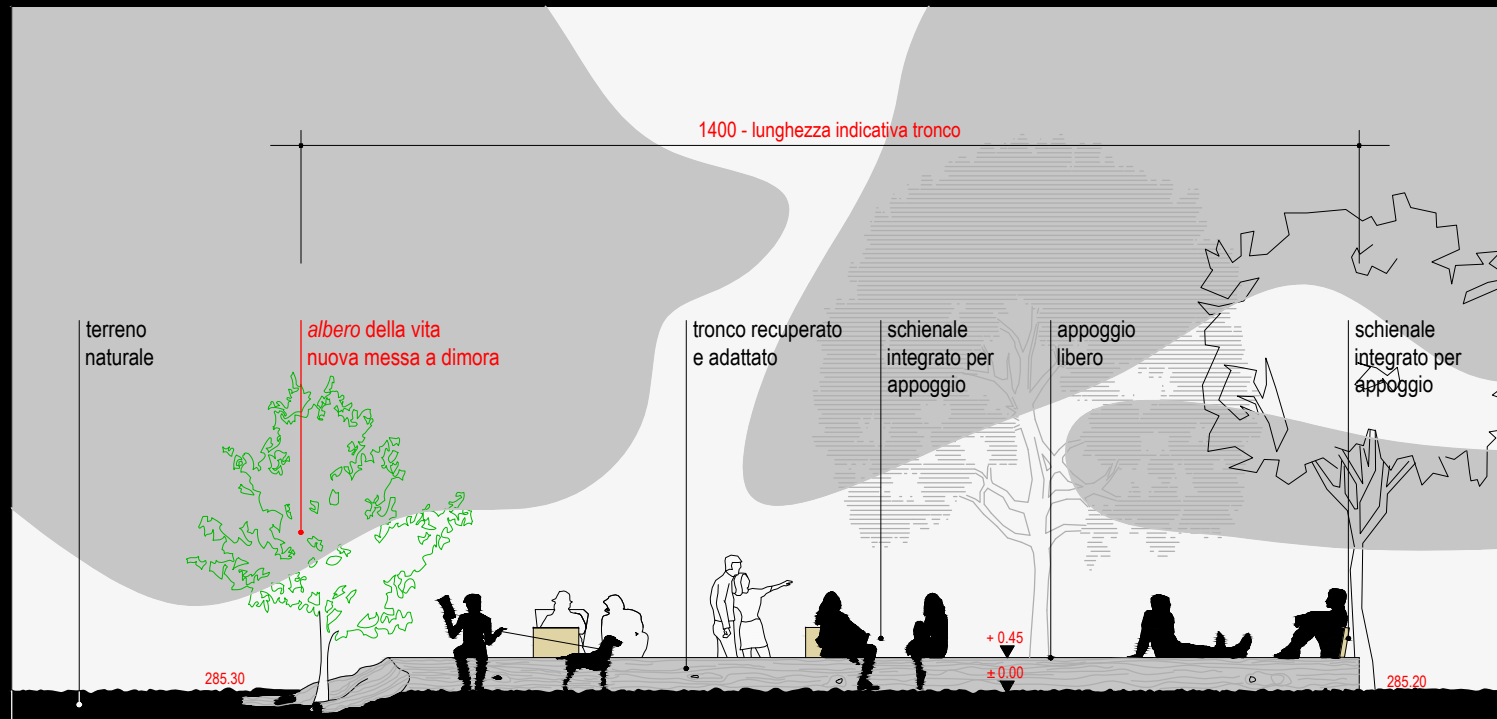 1400 - lunghezza indicativa tronco
terreno
naturale
albero della vita
nuova messa a dimora
tronco recuperato
e adattato
schienale
integrato per
appoggio
appoggio
libero
schienale
integrato per
appoggio
+ 0.45
± 0.00
285.30
285.20